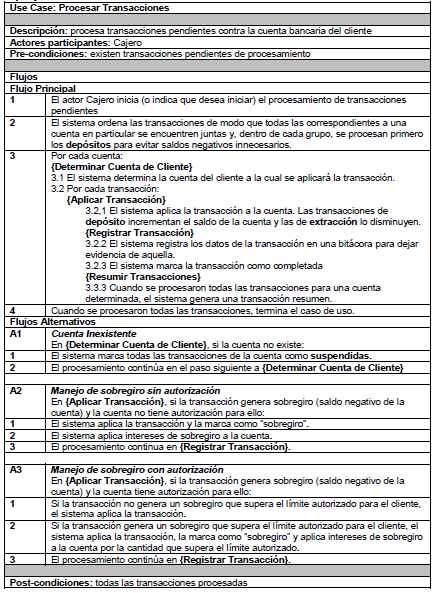 Use Case: Procesar Transacciones
Descripción: procesa transacciones pendientes contra la cuenta bancaria del cliente
Actores participantes: Cajero
Pre-condiciones: existen transacciones pendientes de procesamiento
Flujos
Flujo Principal
1 El actor Cajero inicia (o indica que desea iniciar) el procesamiento de transacciones
pendientes
2 El sistema ordena las transacciones de modo que todas las correspondientes a una
cuenta en particular se encuentren juntas y, dentro de cada grupo, se procesan primero
los depósitos para evitar saldos negativos innecesarios.
3 Por cada cuenta:
{Determinar Cuenta de Cliente}
3.1 El sistema determina la cuenta del cliente a la cual se aplicará la transacción.
3.2 Por cada transacción:
{Aplicar Transacción}
3.2,1 El sistema aplica la transacción a la cuenta. Las transacciones de
depósito incrementan el saldo de la cuenta y las de extracción lo disminuyen.
{Registrar Transacción}
3.2.2 El sistema registra los datos de la transacción en una bitácora para dejar
evidencia de aquella.
3.2.3 El sistema marca la transacción como completada
{Resumir Transacciones}
3.3.3 Cuando se procesaron todas las transacciones para una cuenta
determinada, el sistema genera una transacción resumen.
4 Cuando se procesaron todas las transacciones, termina el caso de uso.
Flujos Alternativos
A1 Cuenta Inexistente
En {Determinar Cuenta de Cliente}, si la cuenta no existe:
1 El sistema marca todas las transacciones de la cuenta como suspendidas.
2 El procesamiento continúa en el paso siguiente a {Determinar Cuenta de Cliente}
A2 Manejo de sobregiro sin autorización
En {Aplicar Transacción}, si la transacción genera sobregiro (saldo negativo de la
cuenta) y la cuenta no tiene autorización para ello:
1 El sistema aplica la transacción y la marca como "sobregiro".
2 El sistema aplica intereses de sobregiro a la cuenta.
3 El procesamiento continua en {Registrar Transacción}.
A3 Manejo de sobregiro con autorización
En {Aplicar Transacción}, si la transacción genera sobregiro (saldo negativo de la
cuenta) y la cuenta tiene autorización para ello:
1 Si la transacción no genera un sobregiro que supera el límite autorizado para el cliente,
el sistema aplica la transacción.
2 Si la transacción genera un sobregiro que supera el límite autorizado para el cliente, el
sistema aplica la transacción, la marca como "sobregiro" y aplica intereses de sobregiro
a la cuenta por la cantidad que supera el límite autorizado.
3 El procesamiento continúa en {Registrar Transacción}.
Post-condiciones: todas las transacciones procesadas